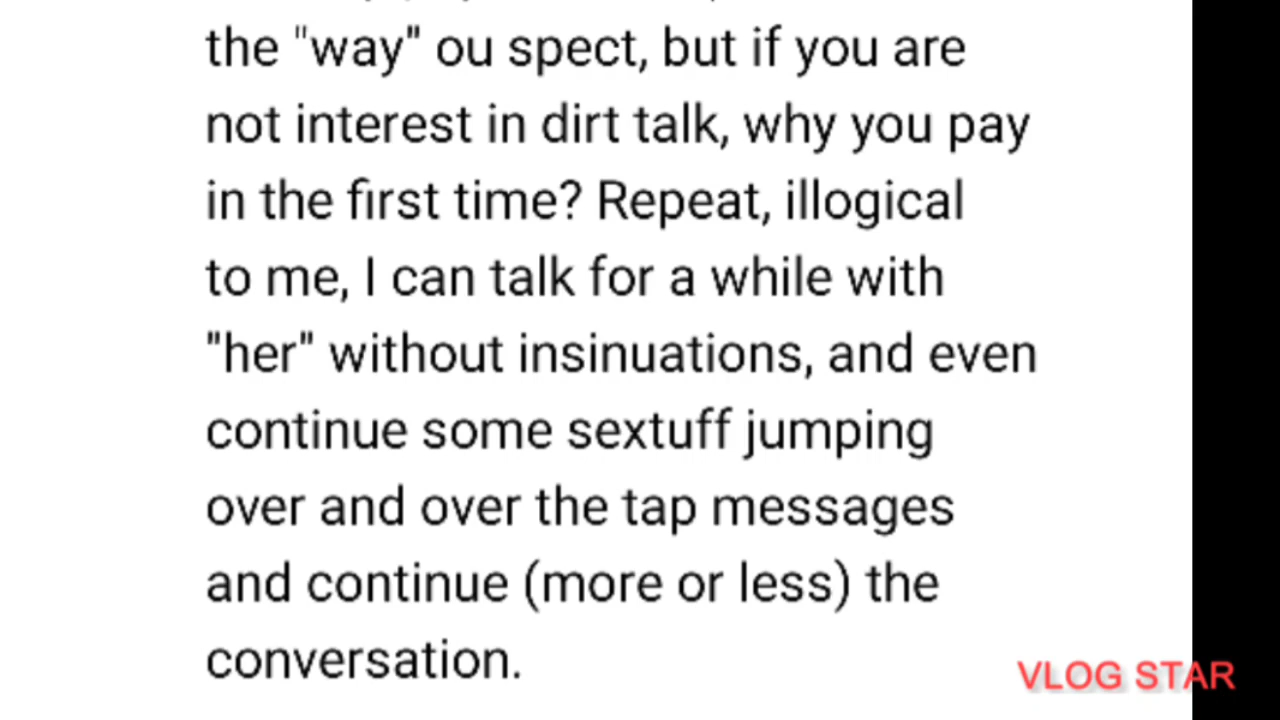 the "way" ou spect, but if you are
not interest in dirt talk, why you pay
in the first time? Repeat, illogical
to me, I can talk for a while with
"her" without insinuations, and even
continue some sextuff jumping
over and over the tap messages
and continue (more or less) the
conversation.
VLOG STAR